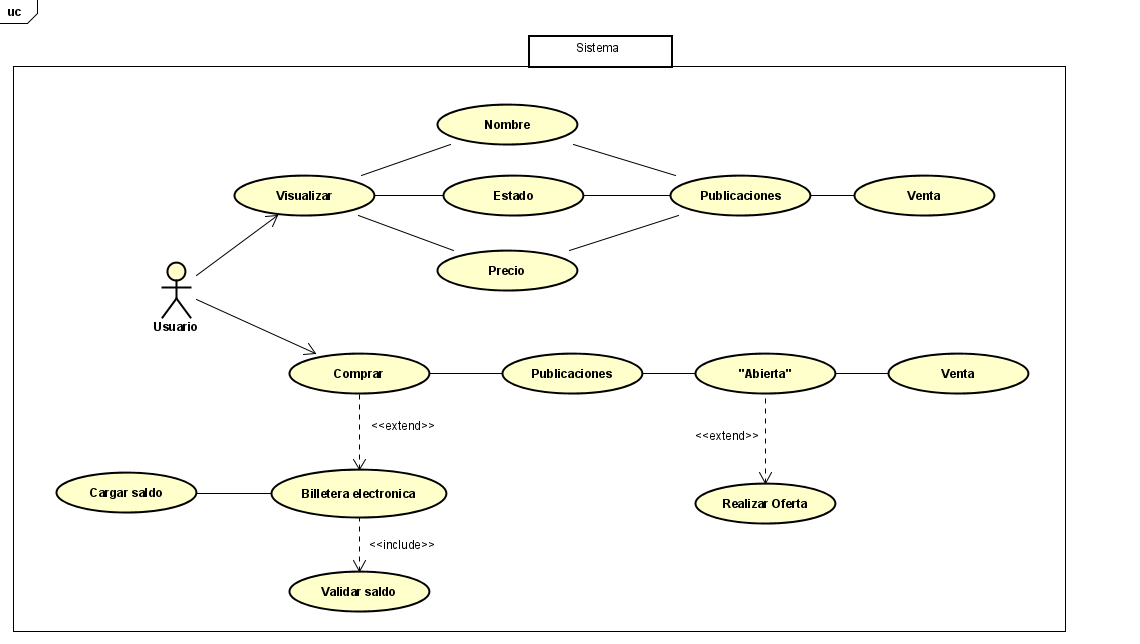 uc
Sistema
Nombre
Visualizar
Estado
Publicaciones
Venta
Precio
Usuario
Comprar
Publicaciones
"Abierta"
Venta
<<extend>>
<<extend>>
Cargar saldo
Billetera electronica
Realizar Oferta
<<include>>
Validar saldo